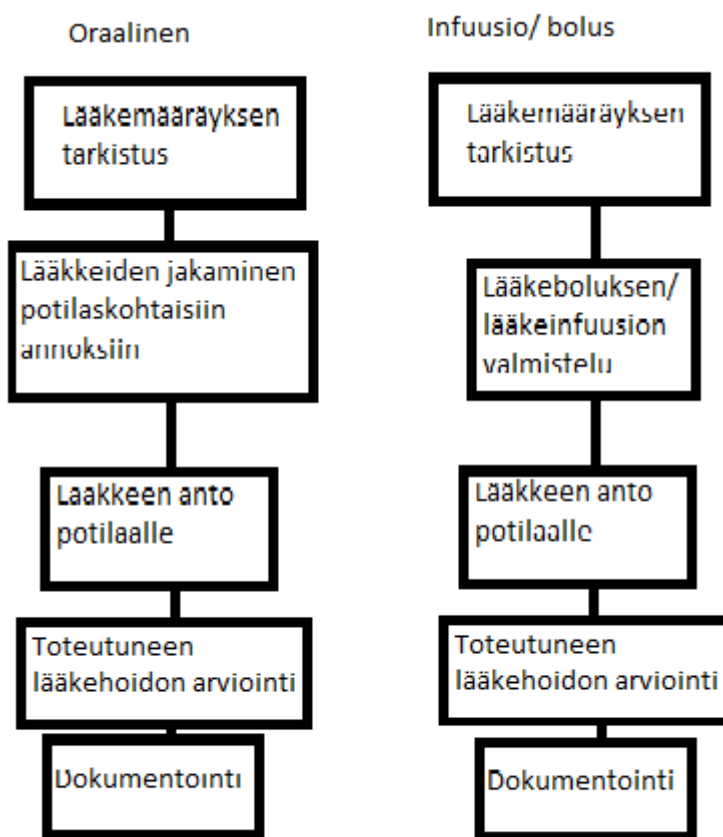 Oraalinen
Lääkemääräyksen
tarkistus
Lääkkeiden jakaminen
potilaskohtaisiin
annoksiin
Lääkkeen anto
potilaalle
Toteutuneen
lääkehoidon arviointi
Dokumentointi
Infuusio/ bolus
Lääkemääräyksen
tarkistus
Lääkeboluksen/
lääkeinfuusion
valmistelu
Lääkkeen anto
potilaalle
Toteutuneen
lääkehoidon arviointi
Dokumentointi